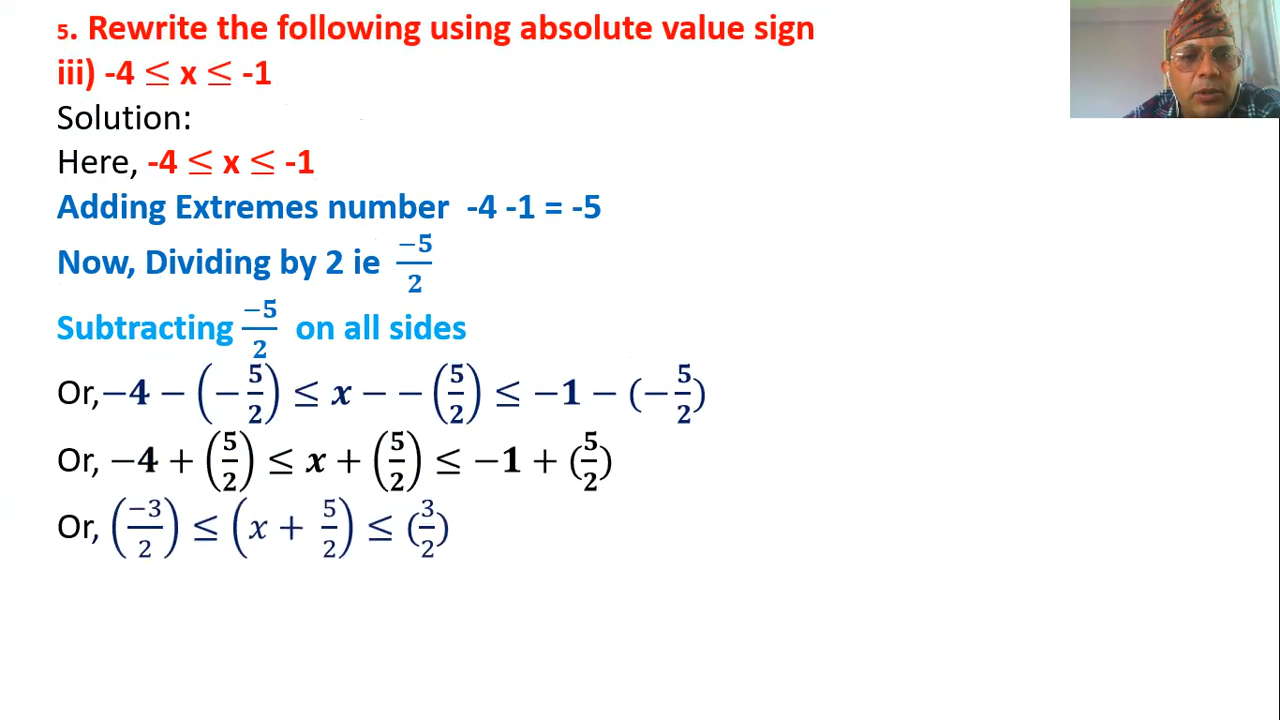 5. Rewrite the following using absolute value sign
iii) -4 ≤ x ≤ -1
Solution:
Here, -4 ≤ x ≤ -1
Adding Extremes number -4 -1 = -5
Now, Dividing by 2 ie −5/2
Subtracting −5/2 on all sides
Or,−4 − (−5/2) ≤ x − − (5/2) ≤ −1 − (−5/2)
Or, −4 + (5/2) ≤ x + (5/2) ≤ −1 + (5/2)
Or, (−3/2) ≤ (x + 5/2) ≤ (3/2)